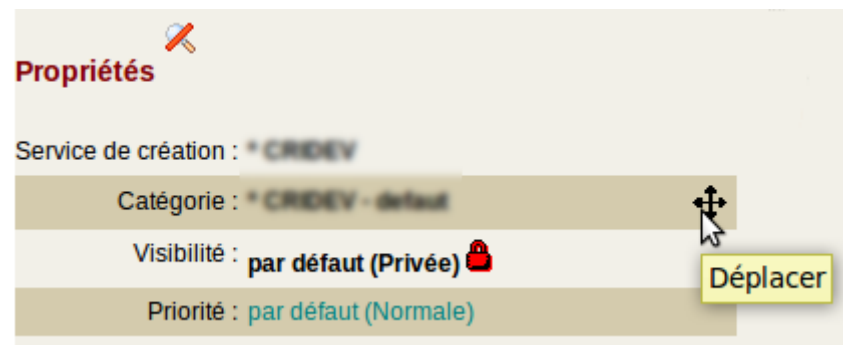 Propriétés
Service de création :
Catégorie :
Visibilité : par défaut (Privée)
Priorité : par défaut (Normale)
Déplacer